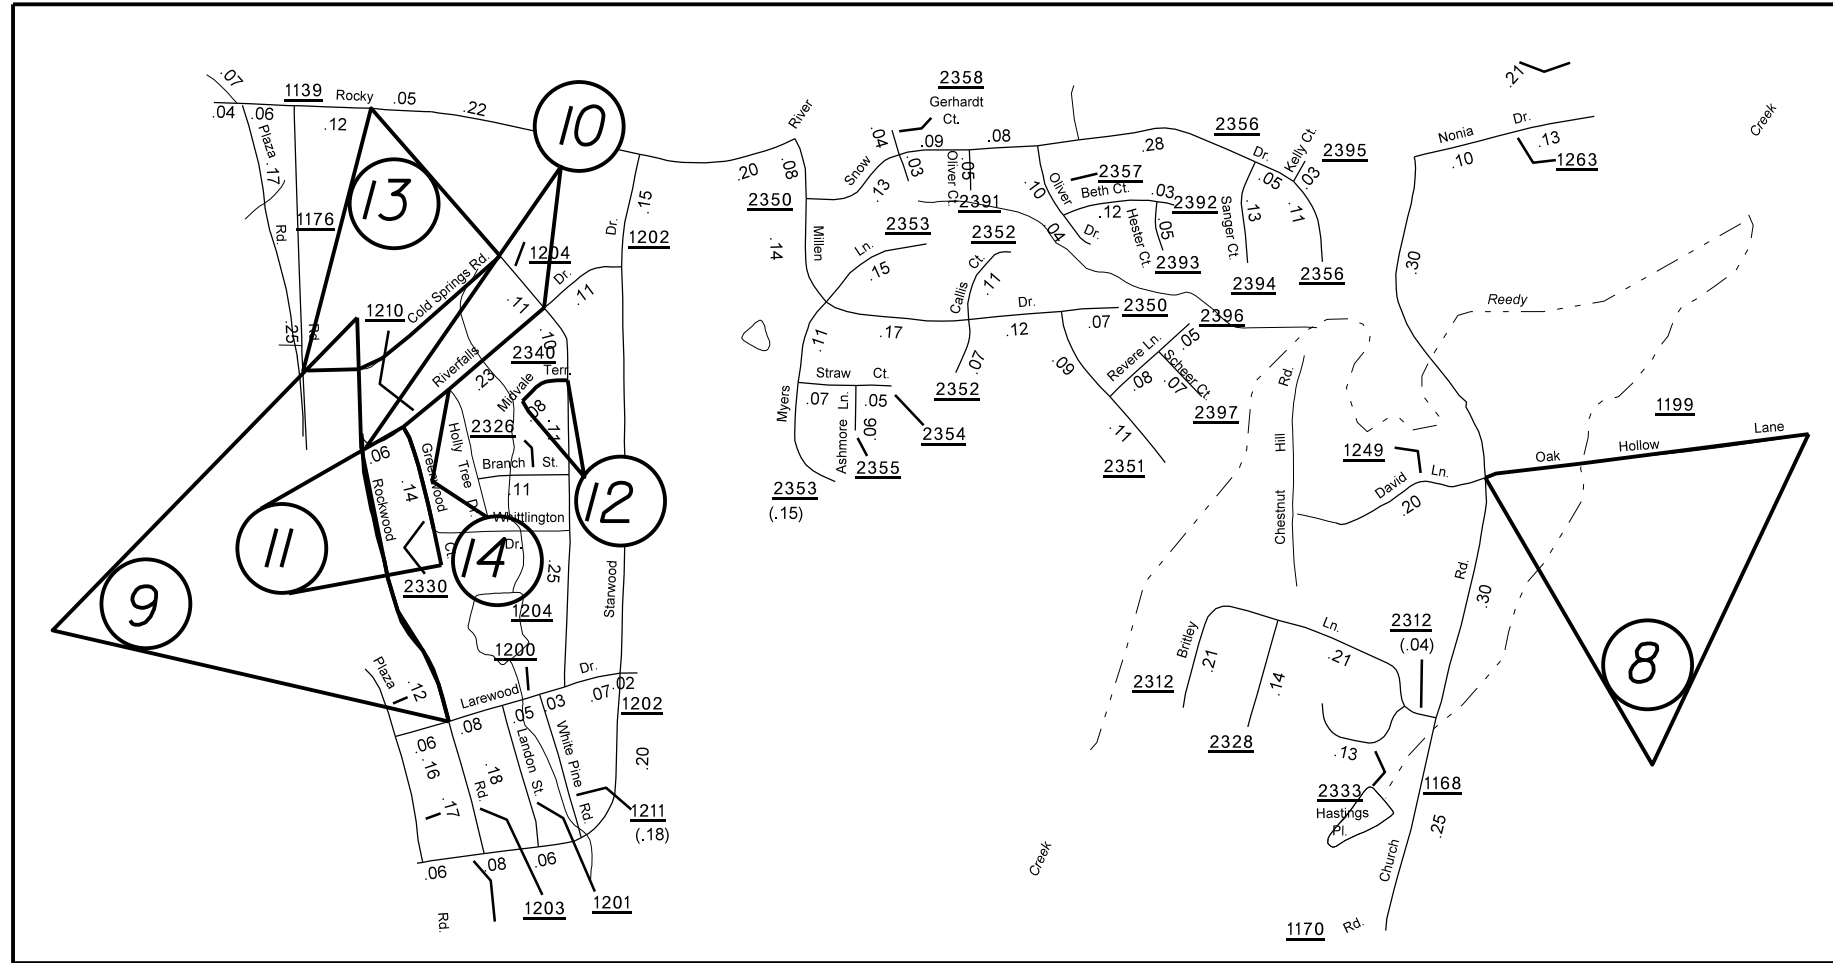 .07
1139
Rocky
.05
.22
.04
.06
.12
Plaza
.17
Rd.
1176
.25
Rd.
13
10
River
.20
.08
2350
.15
Dr.
1202
1204
Cold Springs Rd.
1210
.11
Dr.
.11
.10
2340
Riverfalls
.23
Midvale
Terr.
.08
.11
2326
Branch St.
.11
Holly Tree Dr.
Whittlington
Dr.
Greenwood
Ct.
.14
.06
Rockwood
2330
9
11
12
14
.25
Starwood
1204
1200
Larewood
Dr.
.07
.02
1202
.03
.05
.08
.06
Plaza
.12
.16
.17
.18
Rd.
Landon St.
White Pine Rd.
.20
1211
(.18)
.06
.08
.06
1203
1201
Rd.
2358
Gerhardt
Ct.
.04
.09
.08
.03
Snow
.13
Oliver Ct.
.05
2391
.28
2356
Dr.
Kelly Ct.
2395
.03
.05
.11
2357
Oliver
.10
Beth Ct.
.03
2392
.12
Hester Ct.
.05
2393
.04
Dr.
Sanger Ct.
.13
2394
2356
Millen
.14
2353
Ln.
.15
2352
Ct.
Callis
.11
Dr.
2350
.17
.12
.07
2396
.11
.07
2352
Revere Ln.
.05
.08
Scheer Ct.
.07
2397
.09
.11
2351
Myers
Straw Ct.
.07
.05
Ashmore Ln.
.06
2354
2355
2353
(.15)
.21
Nonia
Dr.
.13
.10
1263
Creek
.30
Reedy
1199
Oak Hollow Lane
1249
David Ln.
.20
Rd.
Hill
Chestnut
Rd.
.30
8
Britley
Ln.
.21
.21
.14
2312
2312
(.04)
2328
.13
2333
Hastings
Pl.
1168
.25
Church
Creek
1170
Rd.